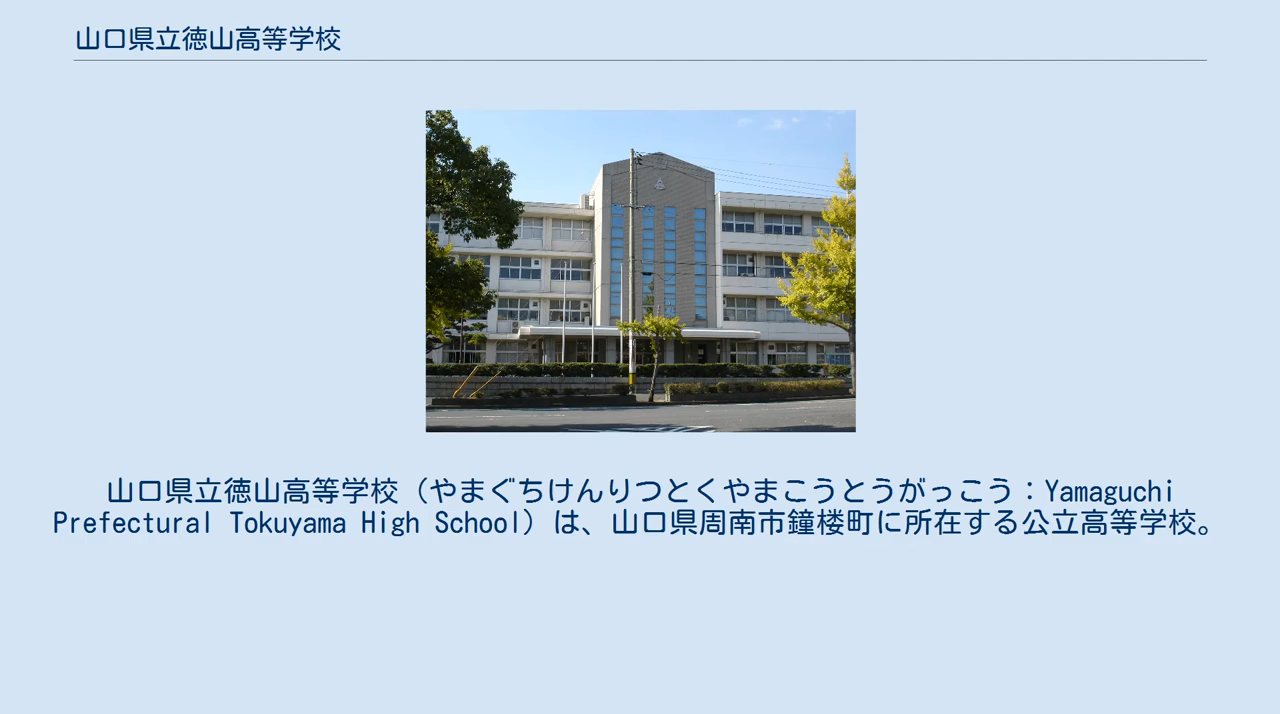 山口県立徳山高等学校
山口県立徳山高等学校（やまぐちけんりつとくやまこうとうがっこう：Yamaguchi
Prefectural Tokuyama High School）は、山口県周南市鐘楼町に所在する公立高等学校。